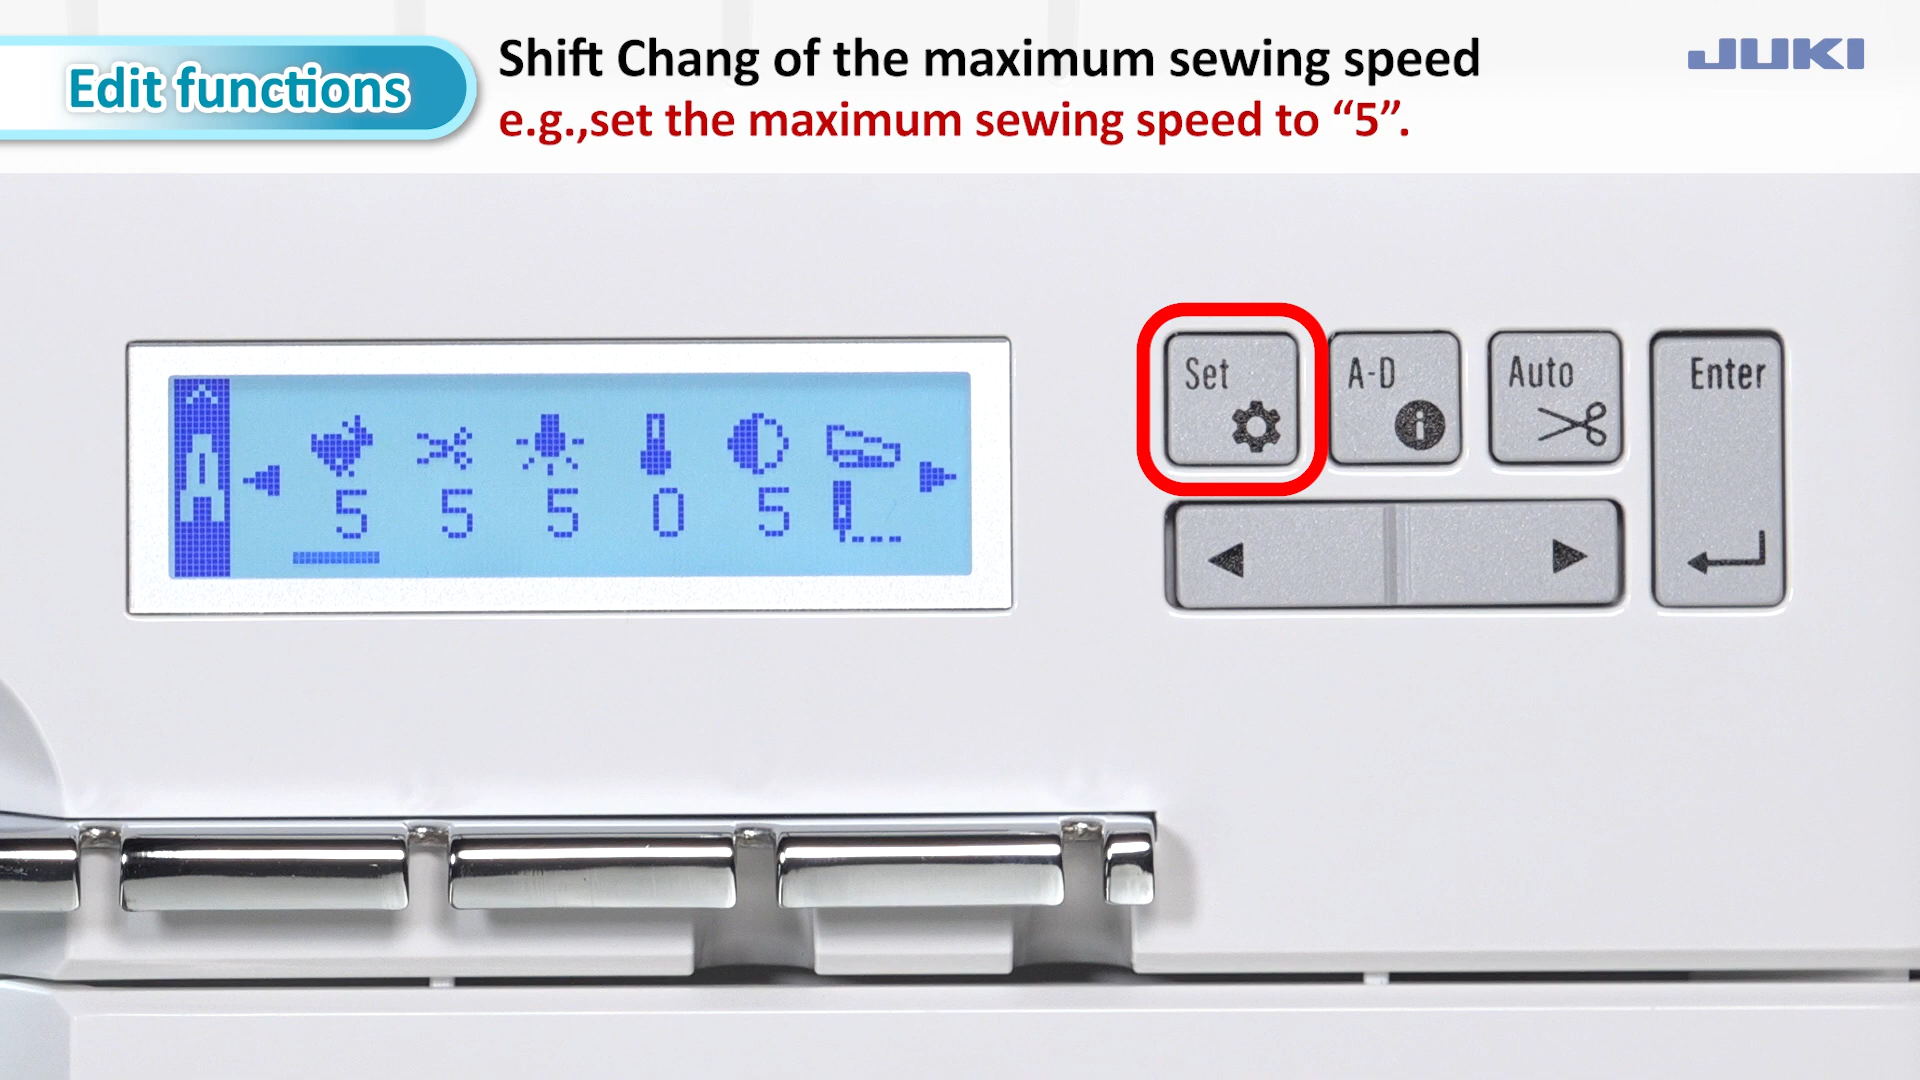 Edit functions
Shift Chang of the maximum sewing speed
e.g.,set the maximum sewing speed to “5”.
JUKI
5 5 5 0 5
Set
A-D
Auto
Enter